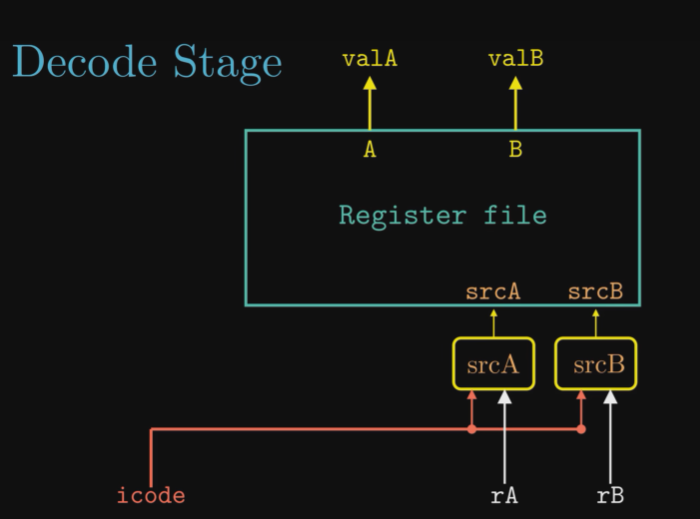 Decode Stage
valA valB
A B
Register file
srcA srcB
srcA srcB
icode rA rB